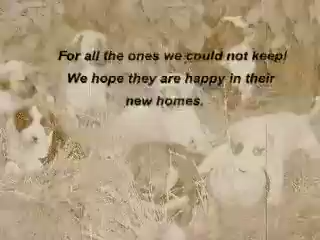 For all the ones we could not keep!
We hope they are happy in their
new homes.